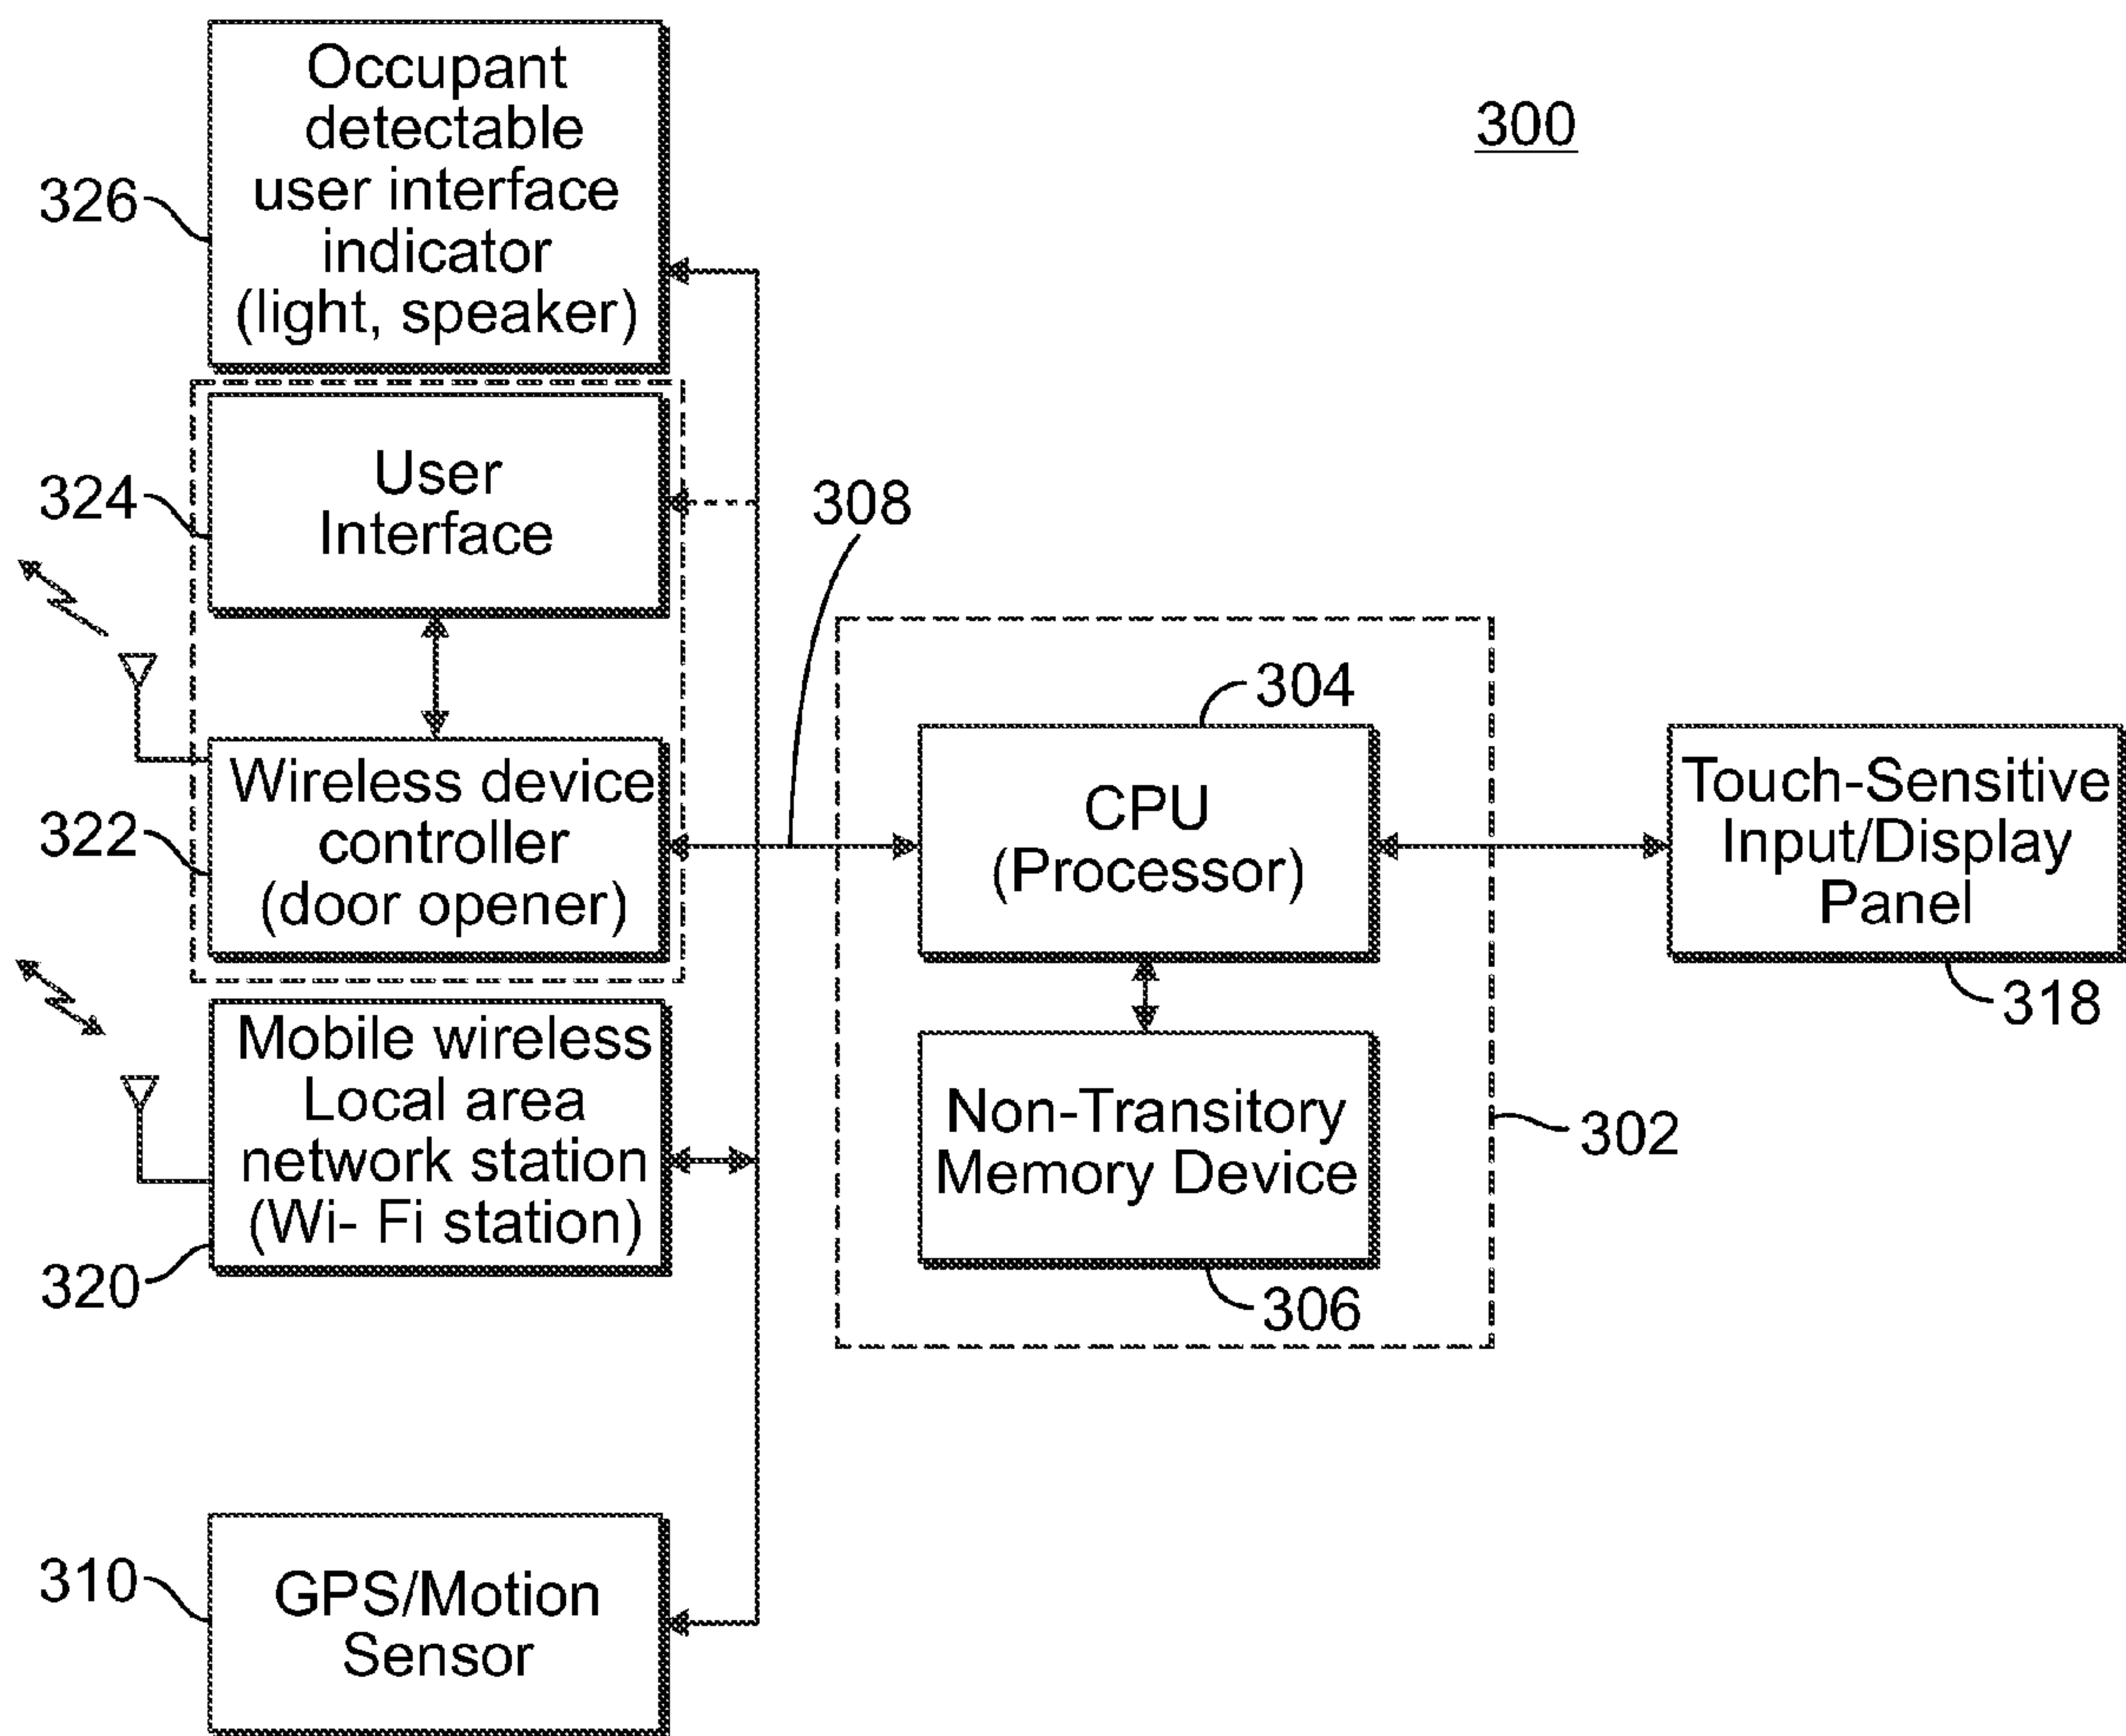 300
Occupant
detectable
user interface
indicator
(light, speaker)
326
User
Interface
324
308
Wireless device
controller
(door opener)
322
304
CPU
(Processor)
Touch-Sensitive
Input/Display
Panel
318
Mobile wireless
Local area
network station
(Wi- Fi station)
320
Non-Transitory
Memory Device
302
306
GPS/Motion
Sensor
310